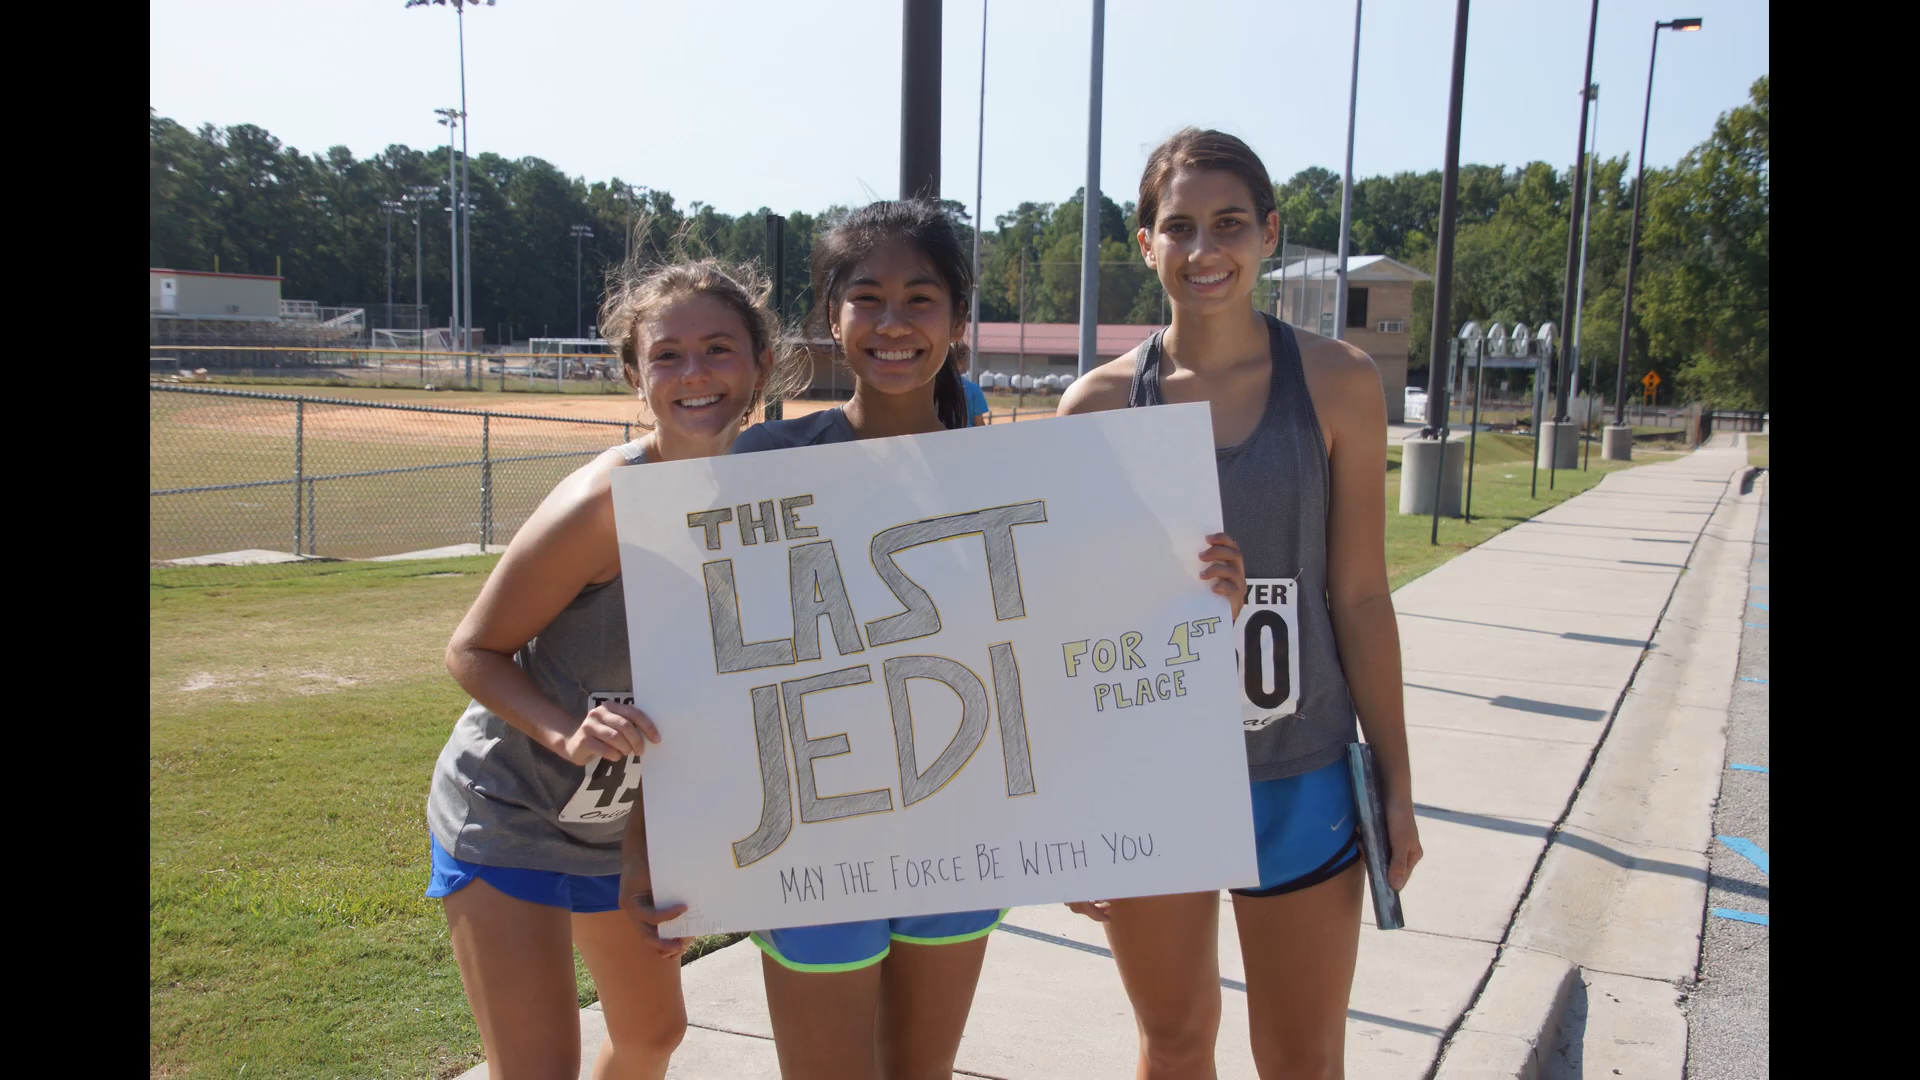 THE
LAST
JEDI
FOR 1ST
PLACE
MAY THE FORCE BE WITH YOU.